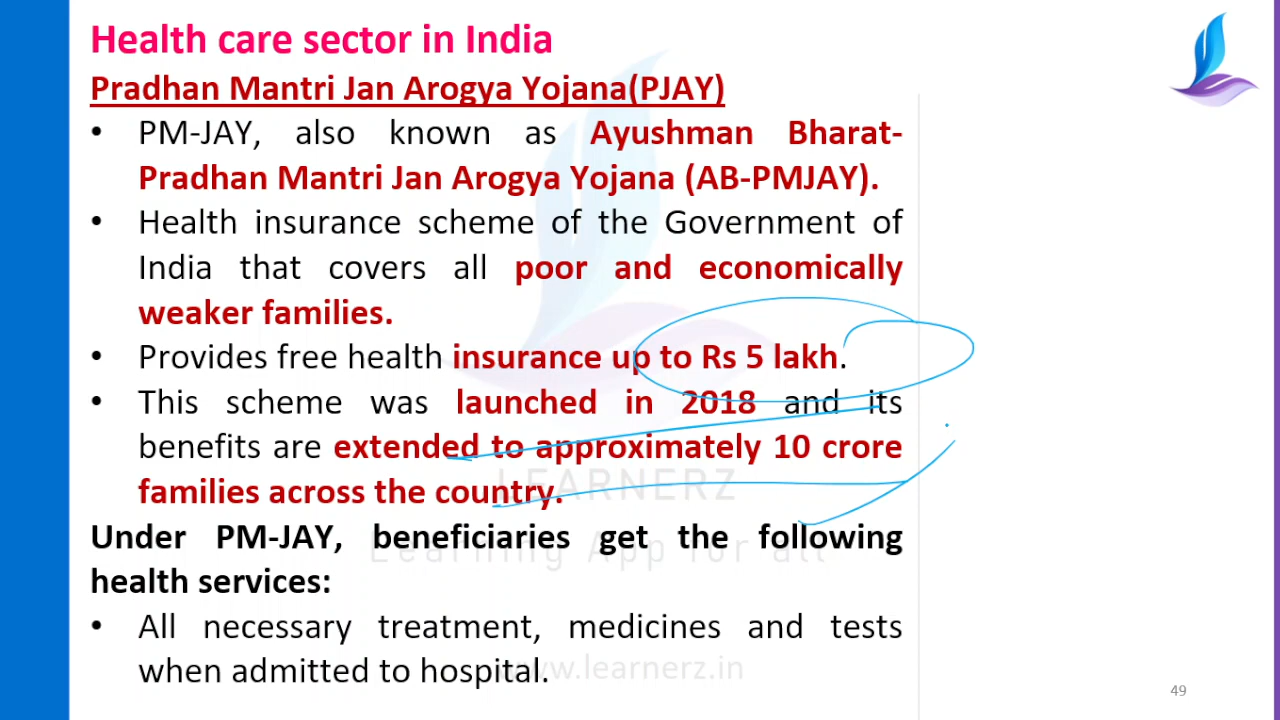 Health care sector in India
Pradhan Mantri Jan Arogya Yojana(PJAY)
• PM-JAY, also known as Ayushman Bharat-
Pradhan Mantri Jan Arogya Yojana (AB-PMJAY).
• Health insurance scheme of the Government of
India that covers all poor and economically
weaker families.
• Provides free health insurance up to Rs 5 lakh.
• This scheme was launched in 2018 and its
benefits are extended to approximately 10 crore
LEARNERZ
families across the country.
Under PM-JAY, beneficiaries get the following
Learning App for all
health services:
• All necessary treatment, medicines and tests
when admitted to hospital.
www.learnerz.in
49